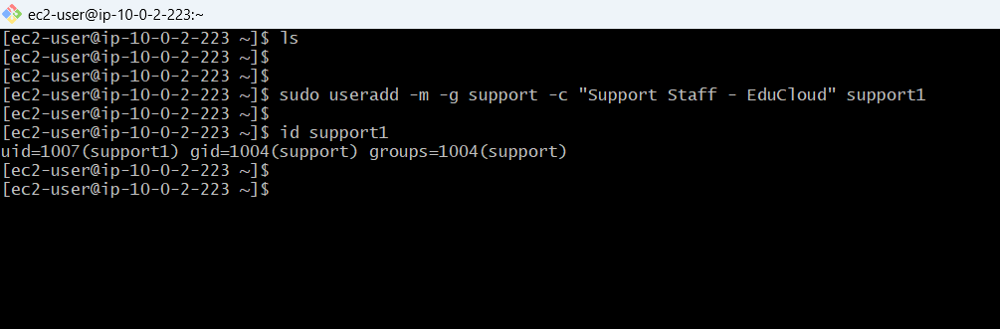 ec2-user@ip-10-0-2-223:~
[ec2-user@ip-10-0-2-223 ~]$ ls
[ec2-user@ip-10-0-2-223 ~]$
[ec2-user@ip-10-0-2-223 ~]$
[ec2-user@ip-10-0-2-223 ~]$ sudo useradd -m -g support -c "Support Staff - EduCloud" support1
[ec2-user@ip-10-0-2-223 ~]$
[ec2-user@ip-10-0-2-223 ~]$ id support1
uid=1007(support1) gid=1004(support) groups=1004(support)
[ec2-user@ip-10-0-2-223 ~]$
[ec2-user@ip-10-0-2-223 ~]$